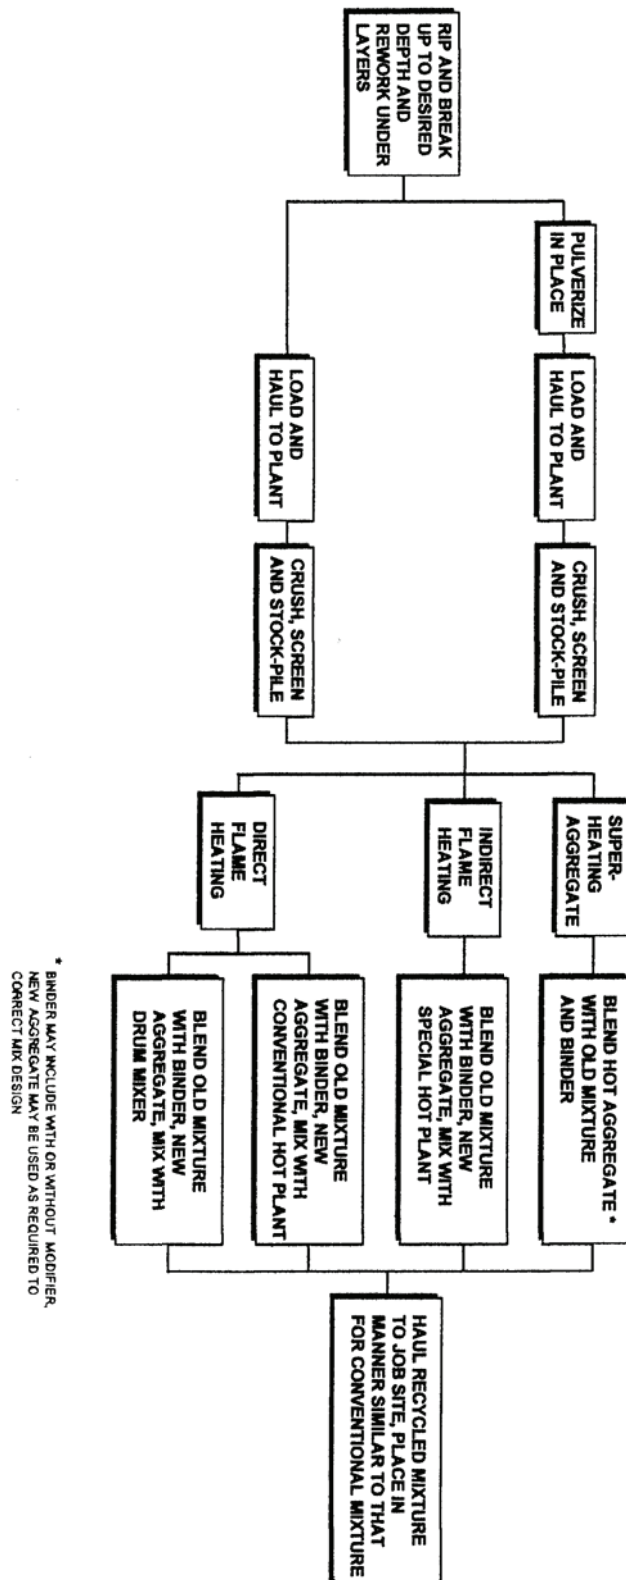 RIP AND BREAK
UP TO DESIRED
DEPTH AND
REWORK UNDER
LAYERS
PULVERIZE
IN PLACE
LOAD AND
HAUL TO PLANT
CRUSH, SCREEN
AND STOCK-PILE
LOAD AND
HAUL TO PLANT
CRUSH, SCREEN
AND STOCK-PILE
SUPER-
HEATING
AGGREGATE
BLEND HOT AGGREGATE *
WITH OLD MIXTURE
AND BINDER
INDIRECT
FLAME
HEATING
BLEND OLD MIXTURE
WITH BINDER, NEW
AGGREGATE, MIX WITH
SPECIAL HOT PLANT
DIRECT
FLAME
HEATING
BLEND OLD MIXTURE
WITH BINDER, NEW
AGGREGATE, MIX WITH
CONVENTIONAL HOT PLANT
BLEND OLD MIXTURE
WITH BINDER, NEW
AGGREGATE, MIX WITH
DRUM MIXER
HAUL RECYCLED MIXTURE
TO JOB SITE, PLACE IN
MANNER SIMILAR TO THAT
FOR CONVENTIONAL MIXTURE
* BINDER MAY INCLUDE WITH OR WITHOUT MODIFIER,
NEW AGGREGATE MAY BE USED AS REQUIRED TO
CORRECT MIX DESIGN